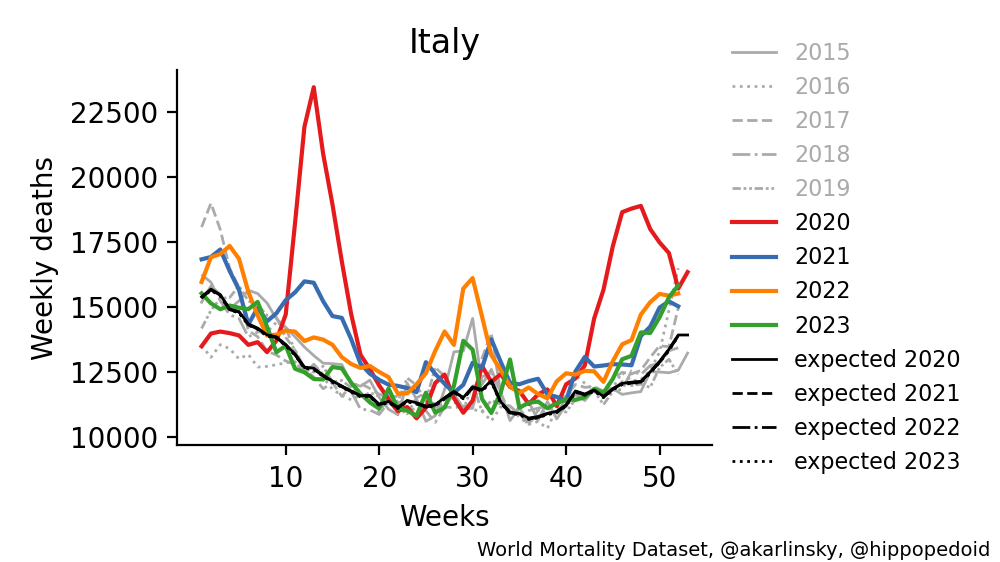 Italy
Weekly deaths
22500
20000
17500
15000
12500
10000
10 20 30 40 50
Weeks
2015
2016
2017
2018
2019
2020
2021
2022
2023
expected 2020
expected 2021
expected 2022
expected 2023
World Mortality Dataset, @akarlinsky, @hippopedoid